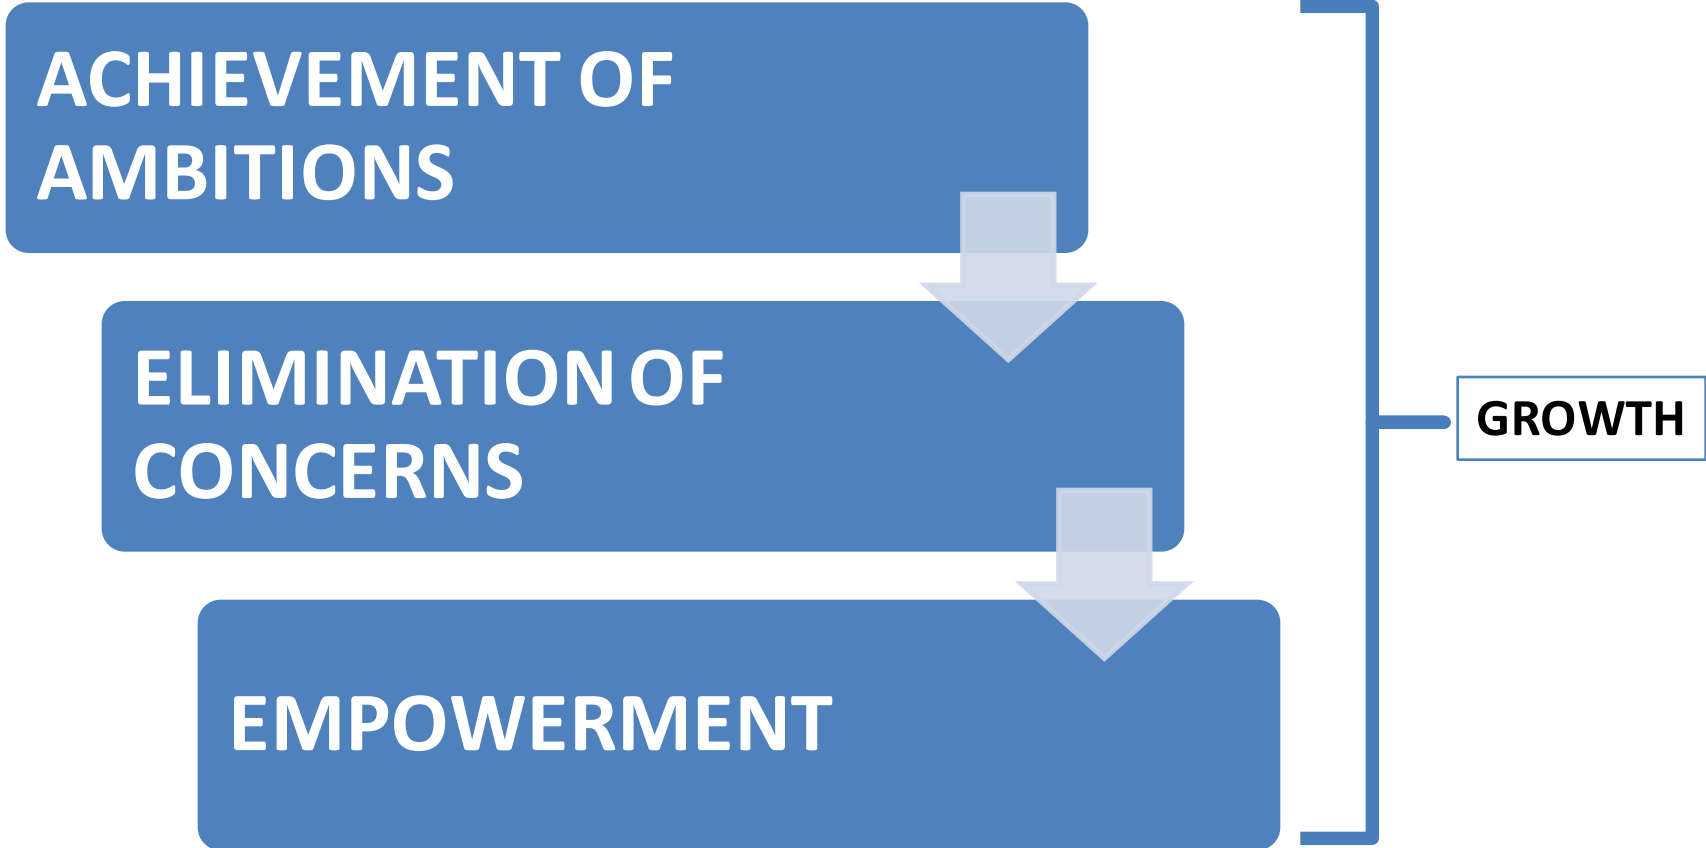 ACHIEVEMENT OF
AMBITIONS
ELIMINATION OF
CONCERNS
EMPOWERMENT
GROWTH